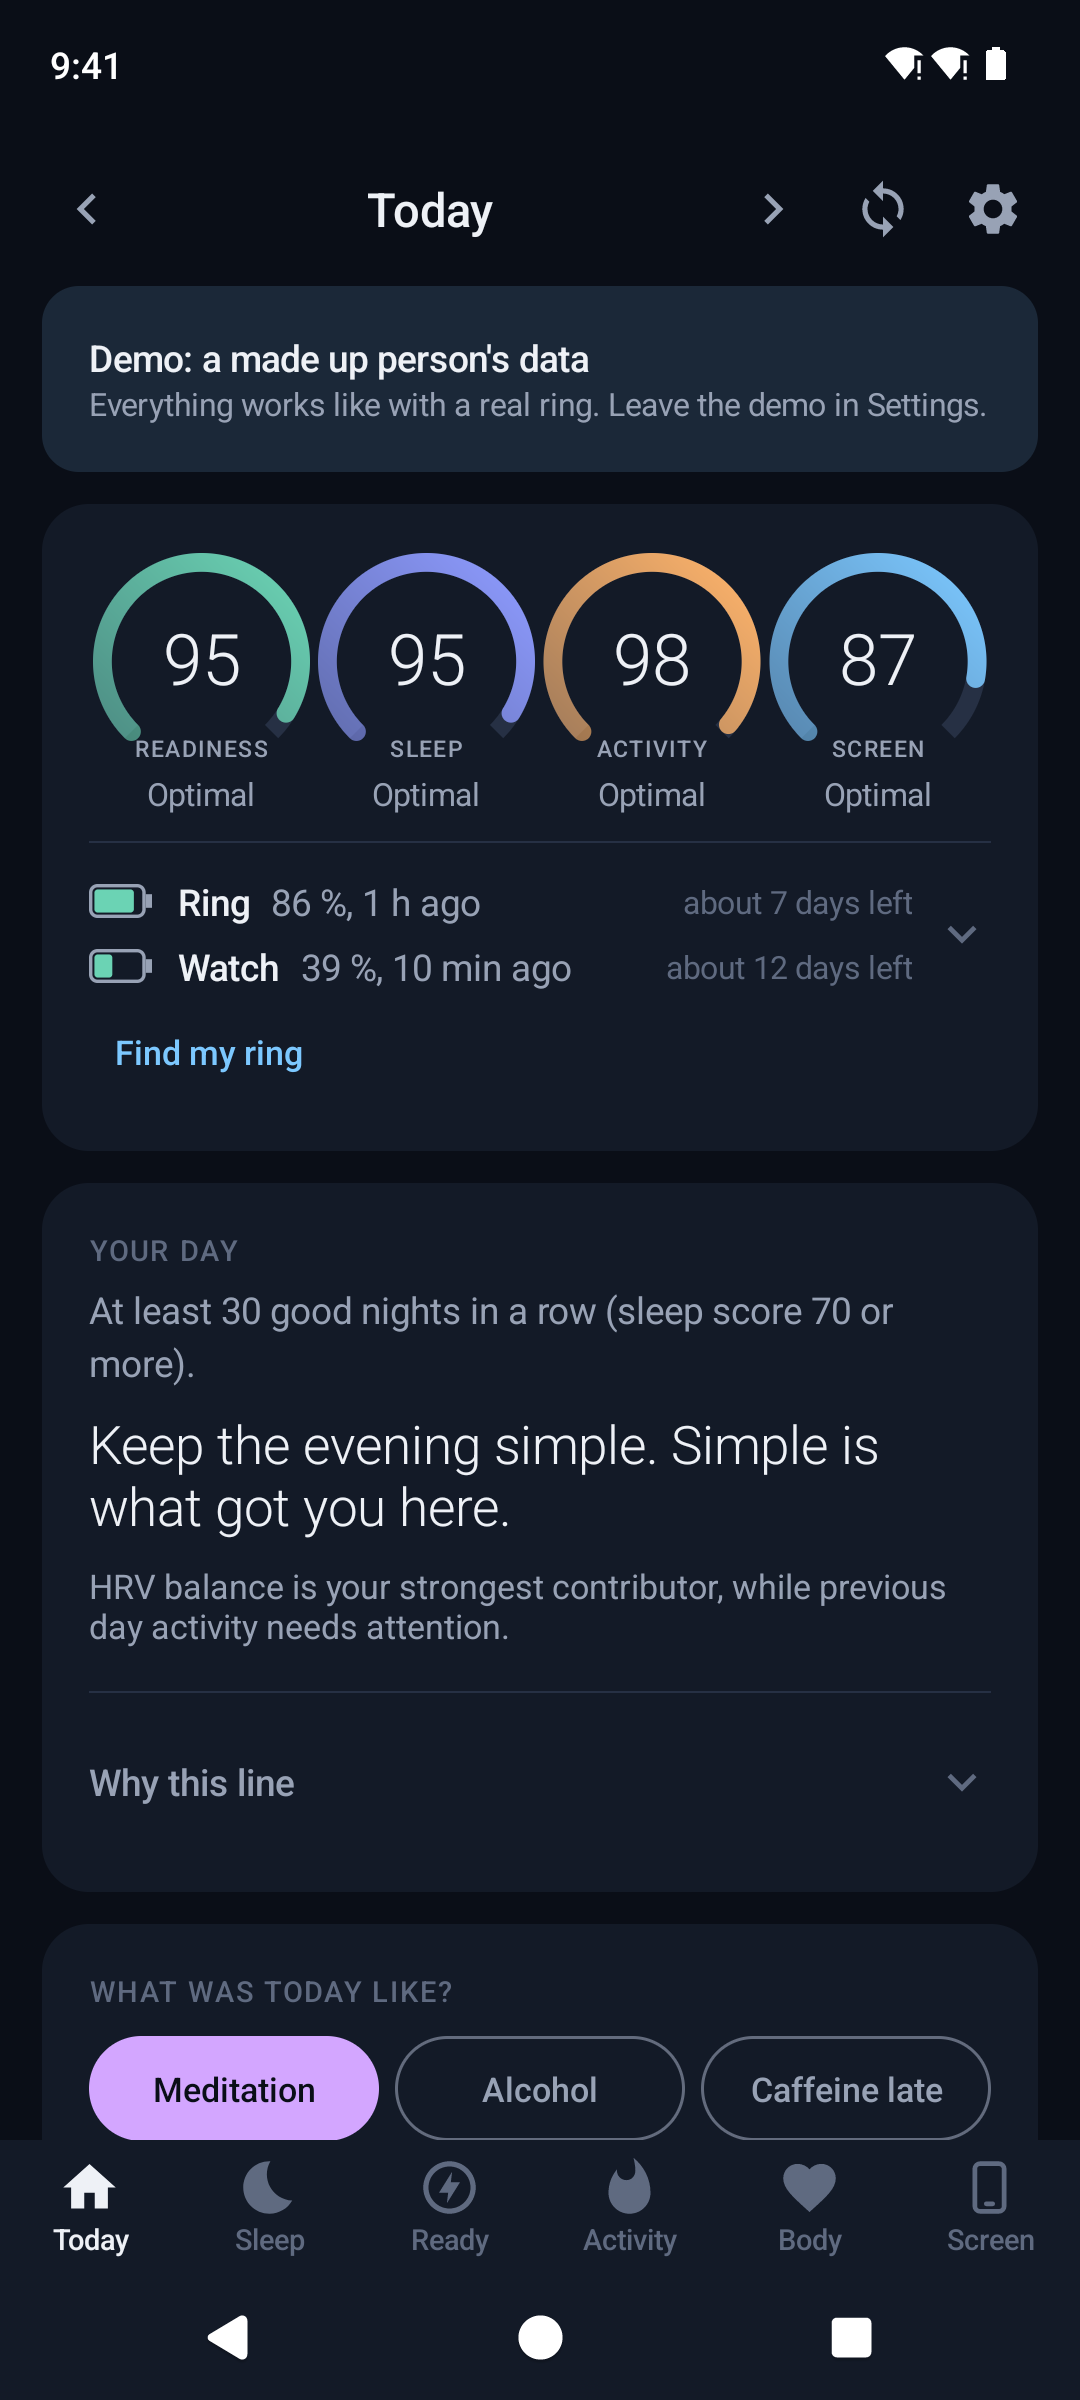 9:41
Today
Demo: a made up person's data
Everything works like with a real ring. Leave the demo in Settings.
95
95
98
87
READINESS
SLEEP
ACTIVITY
SCREEN
Optimal
Optimal
Optimal
Optimal
Ring 86 %, 1 h ago
about 7 days left
Watch 39 %, 10 min ago
about 12 days left
Find my ring
YOUR DAY
At least 30 good nights in a row (sleep score 70 or
more).
Keep the evening simple. Simple is
what got you here.
HRV balance is your strongest contributor, while previous
day activity needs attention.
Why this line
WHAT WAS TODAY LIKE?
Meditation
Alcohol
Caffeine late
Today
Sleep
Ready
Activity
Body
Screen